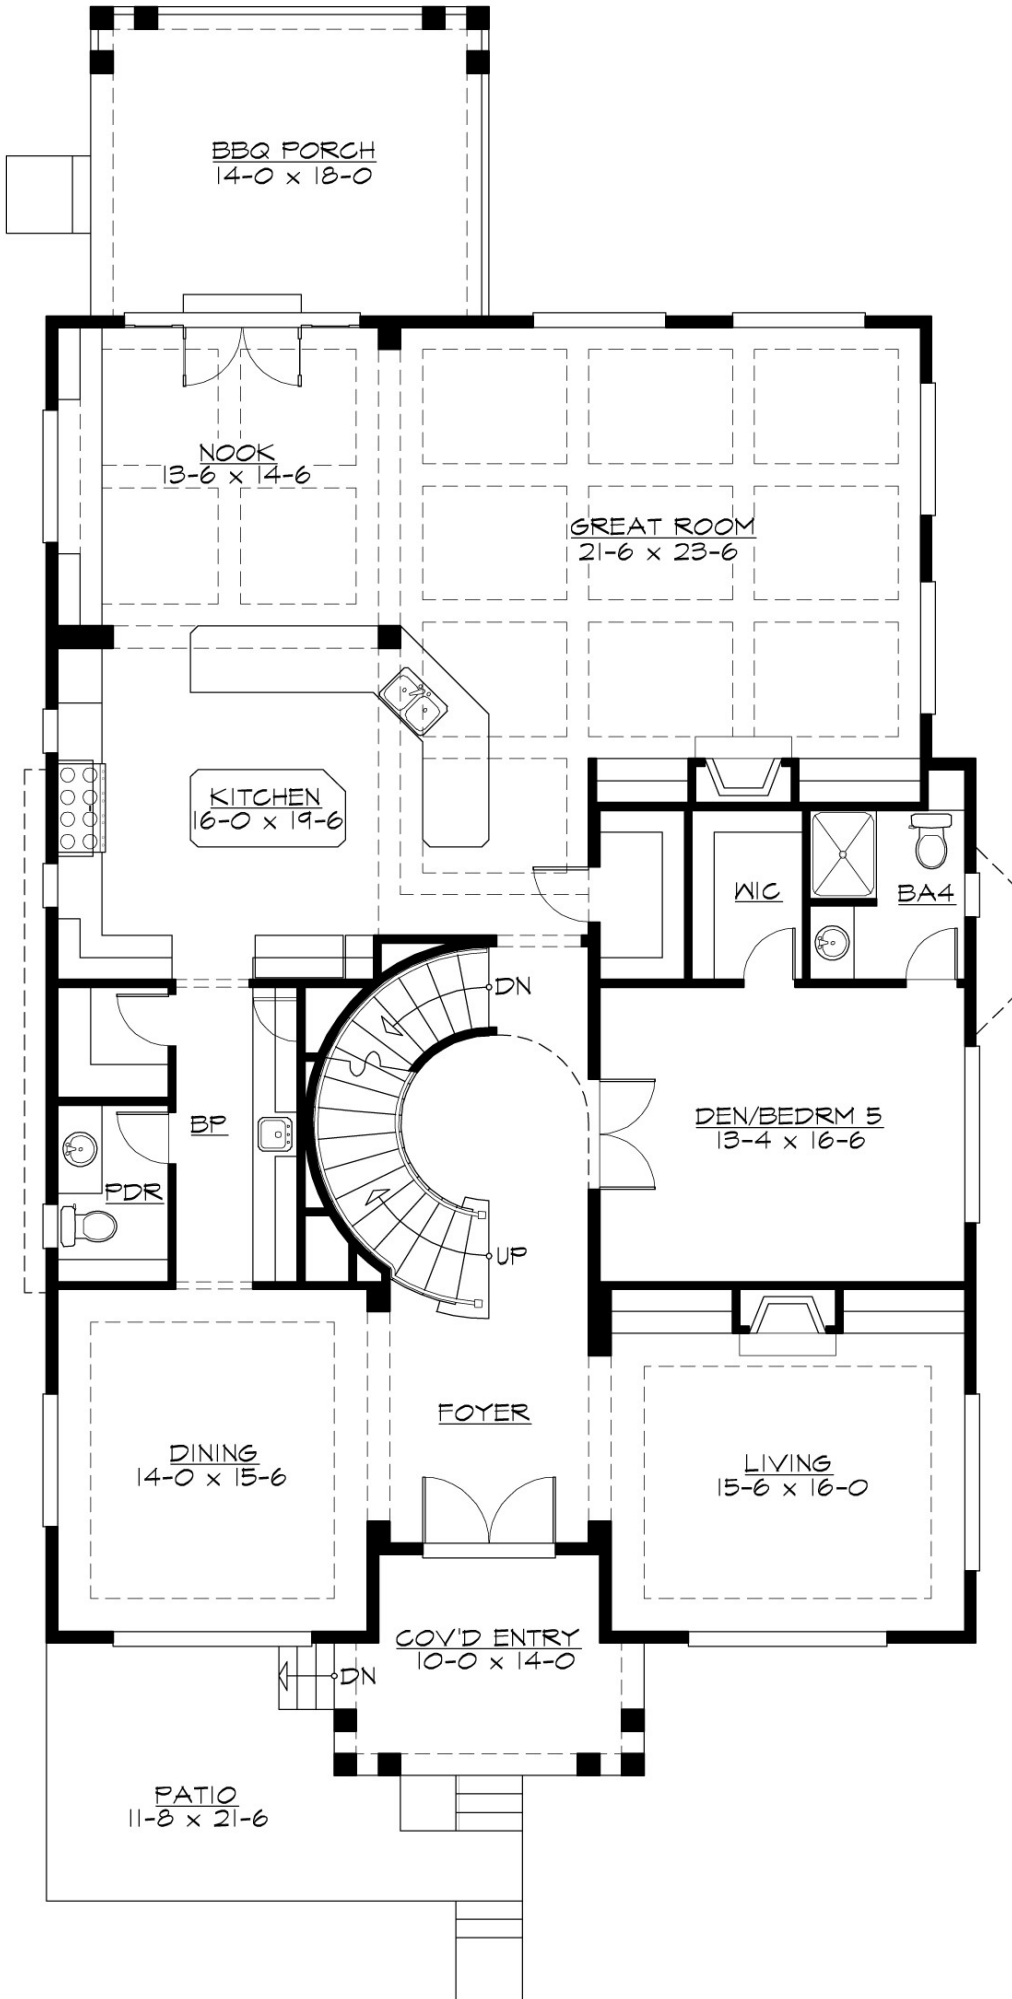 BBQ PORCH
14-0 x 18-0
NOOK
13-6 x 14-6
GREAT ROOM
21-6 x 23-6
KITCHEN
16-0 x 19-6
WIC
BA4
DN
BP
DEN/BEDRM 5
13-4 x 16-6
PDR
UP
FOYER
DINING
14-0 x 15-6
LIVING
15-6 x 16-0
COV'D ENTRY
10-0 x 14-0
DN
PATIO
11-8 x 21-6